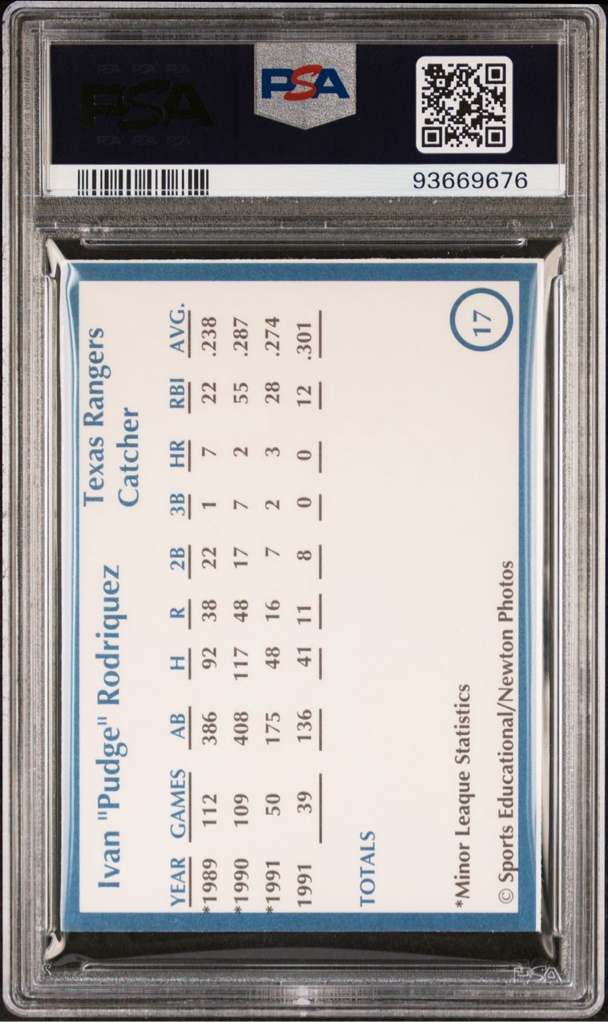 PSA
PSA
93669676
Ivan "Pudge" Rodriquez Texas Rangers
Catcher
YEAR GAMES AB H R 2B 3B HR RBI AVG.
*1989 112 386 92 38 22 1 7 22 .238
*1990 109 408 117 48 17 7 2 55 .287
*1991 50 175 48 16 7 2 3 28 .274
1991 39 136 41 11 8 0 0 12 .301
TOTALS
*Minor Leaque Statistics
© Sports Educational/Newton Photos
17
PSA